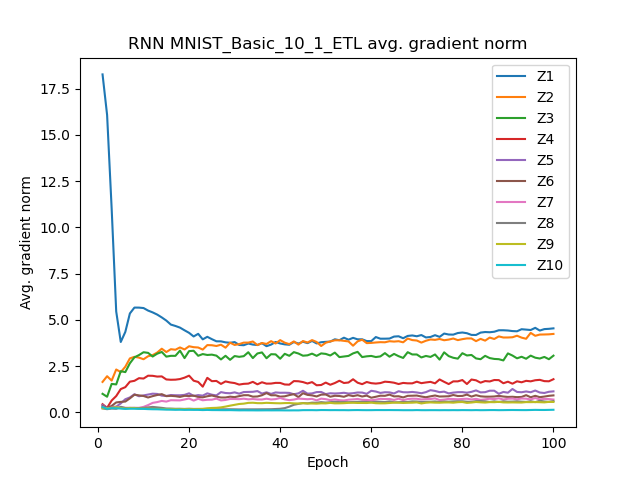 RNN MNIST_Basic_10_1_ETL avg. gradient norm
Avg. gradient norm
17.5
15.0
12.5
10.0
7.5
5.0
2.5
0.0
Z1
Z2
Z3
Z4
Z5
Z6
Z7
Z8
Z9
Z10
0 20 40 60 80 100
Epoch